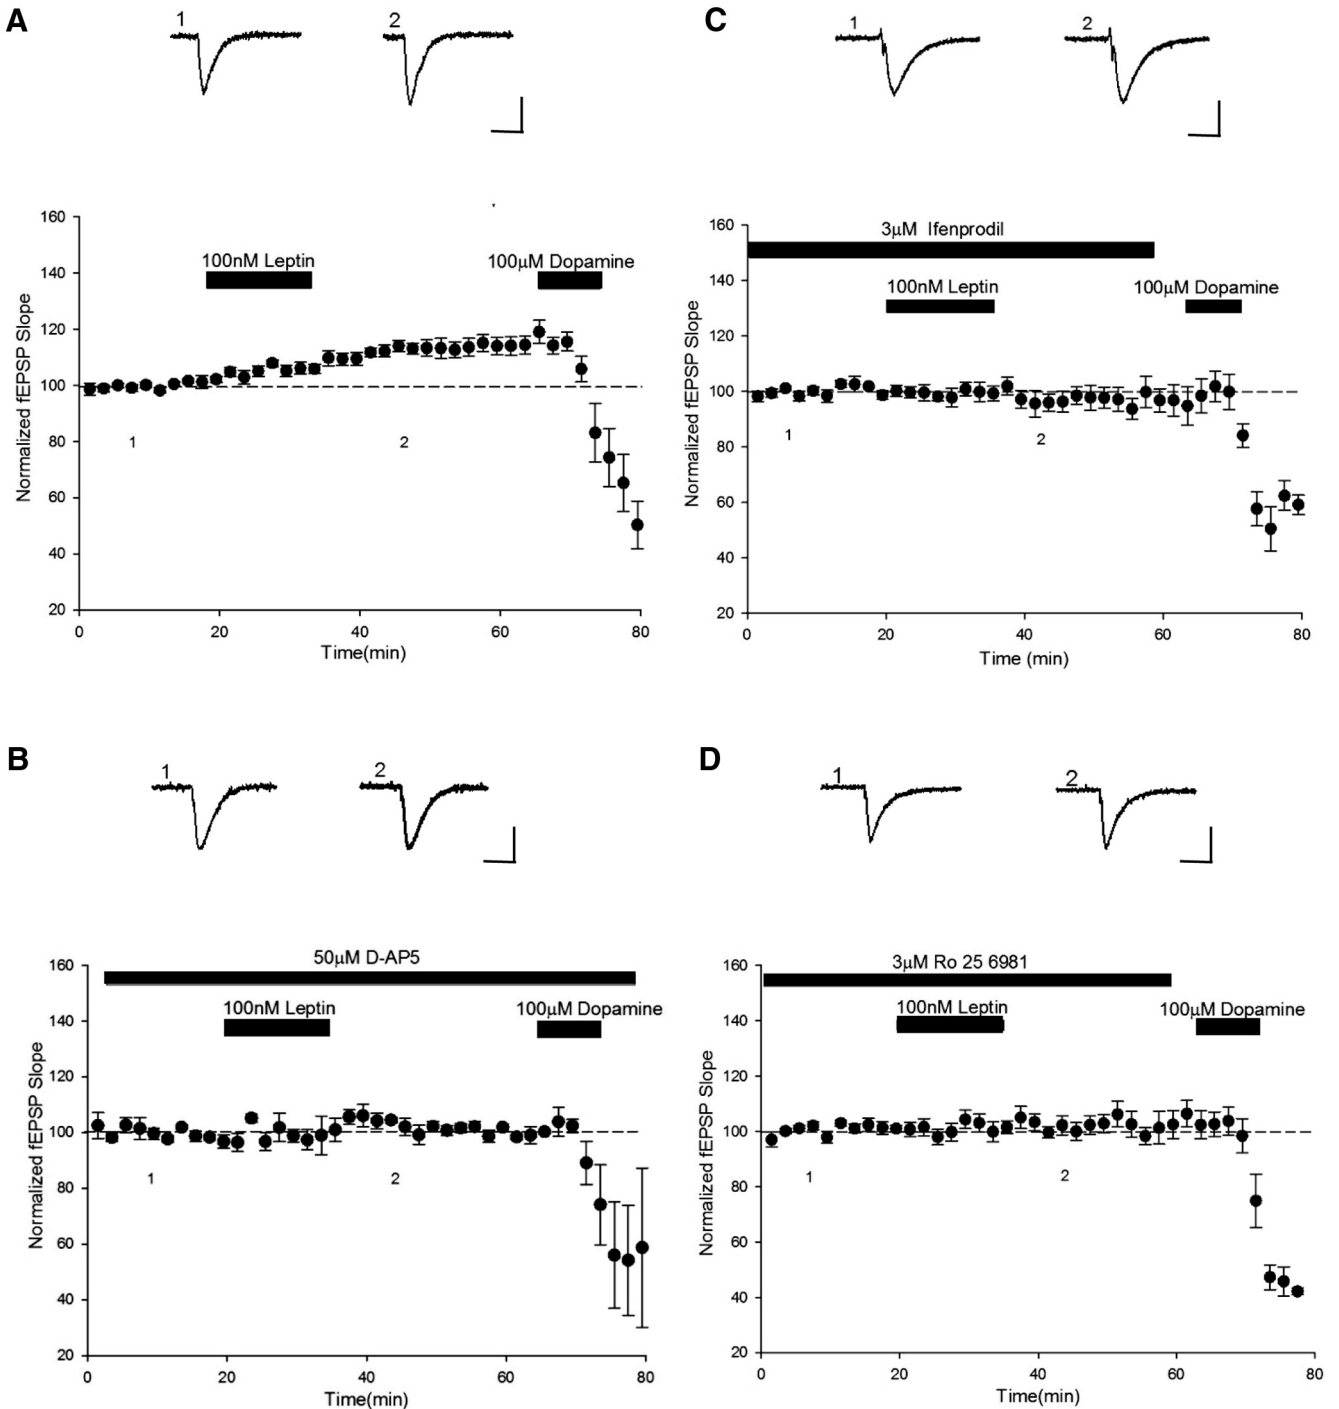 A
1
2
160
140
120
100
80
60
40
20
Normalized fEPSP Slope
100nM Leptin
100µM Dopamine
1
2
0
20
40
60
80
Time(min)
C
1
2
160
140
120
100
80
60
40
20
Normalized fEPSP Slope
3µM Ifenprodil
100nM Leptin
100µM Dopamine
1
2
0
20
40
60
80
Time (min)
B
1
2
160
140
120
100
80
60
40
20
Normalized fEPSP Slope
50µM D-AP5
100nM Leptin
100µM Dopamine
1
2
0
20
40
60
80
Time(min)
D
1
2
160
140
120
100
80
60
40
20
Normalized fEPSP Slope
3µM Ro 25 6981
100nM Leptin
100µM Dopamine
1
2
0
20
40
60
80
Time(min)